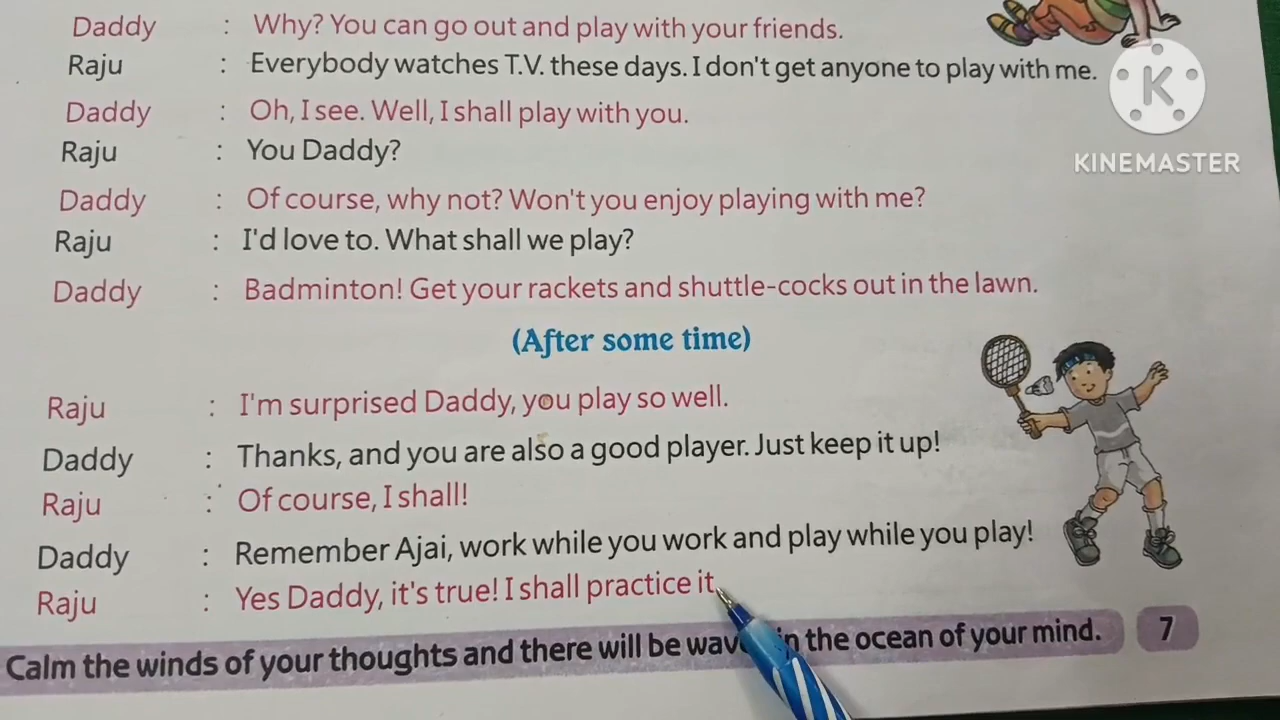 Daddy : Why? You can go out and play with your friends.
Raju : Everybody watches T.V. these days. I don't get anyone to play with me.
KINEMASTER
Daddy : Oh, I see. Well, I shall play with you.
Raju : You Daddy?
Daddy : Of course, why not? Won't you enjoy playing with me?
Raju : I'd love to. What shall we play?
Daddy : Badminton! Get your rackets and shuttle-cocks out in the lawn.
(After some time)
Raju : I'm surprised Daddy, you play so well.
Daddy : Thanks, and you are also a good player. Just keep it up!
Raju : Of course, I shall!
Daddy : Remember Ajai, work while you work and play while you play!
Raju : Yes Daddy, it's true! I shall practice it
Calm the winds of your thoughts and there will be in the ocean of your mind. 7